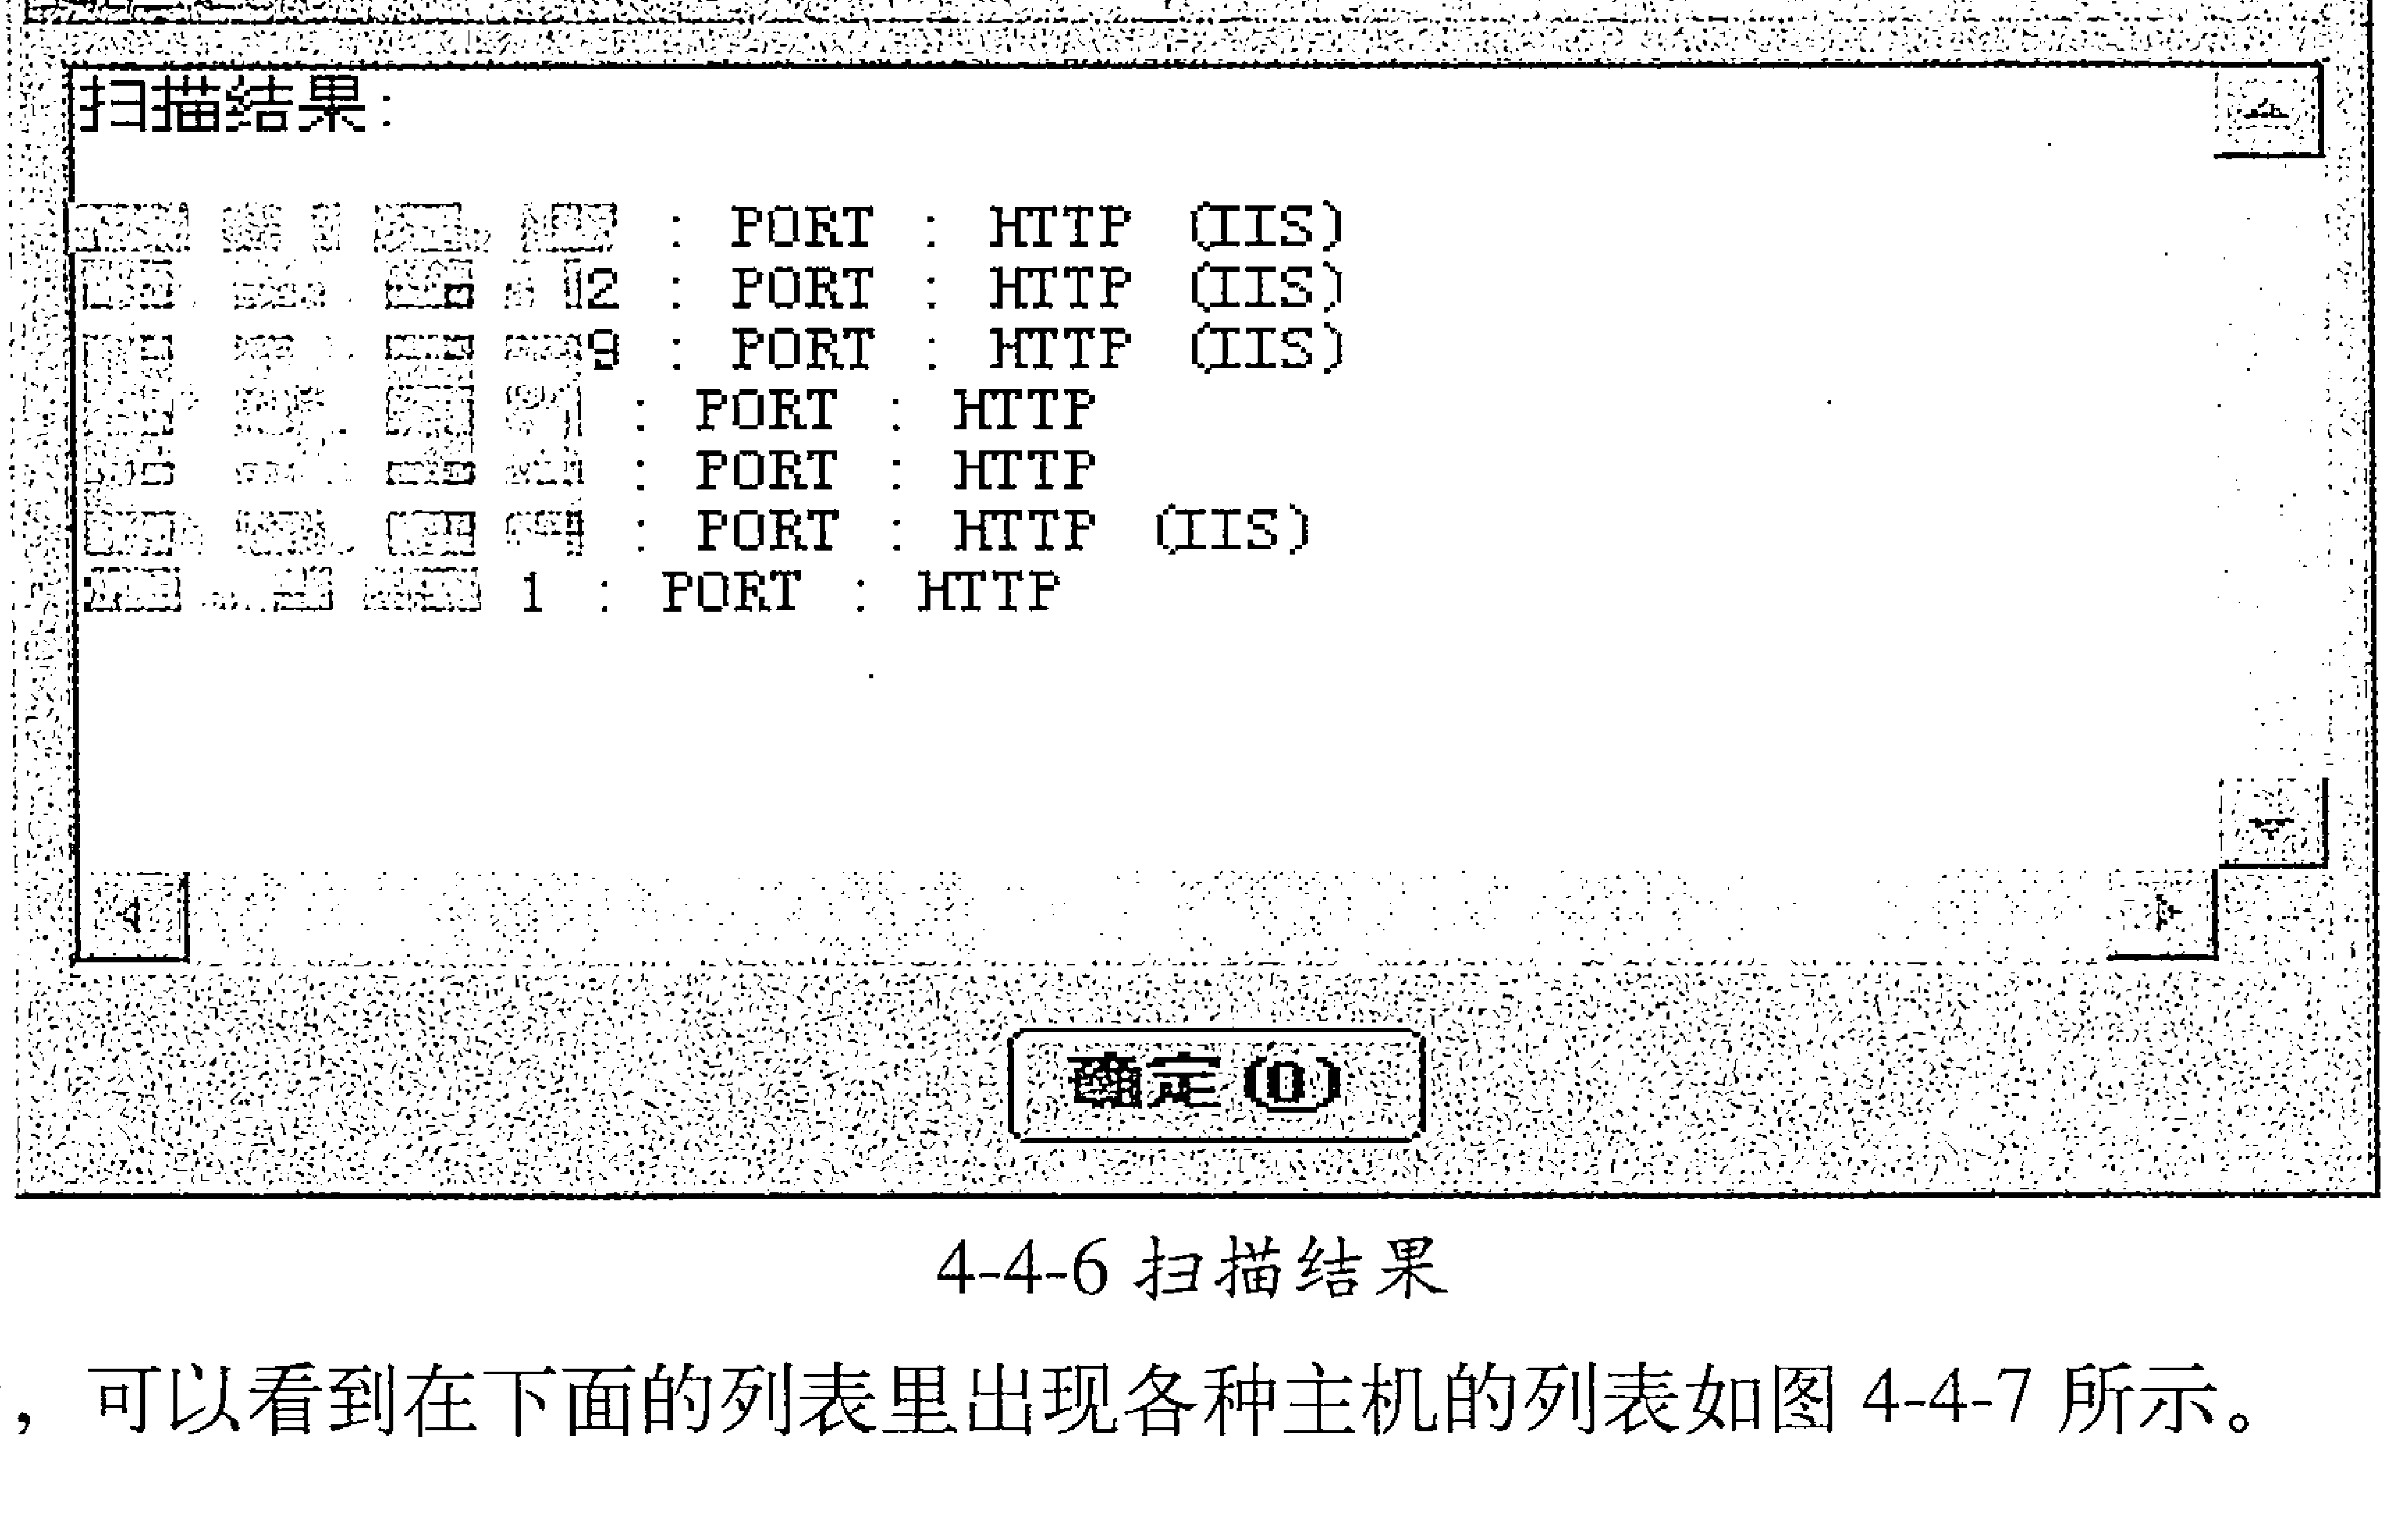 扫描结果:
: PORT : HTTP (IIS)
2 : PORT : HTTP (IIS)
9 : PORT : HTTP (IIS)
: PORT : HTTP
: PORT : HTTP
: PORT : HTTP (IIS)
1 : PORT : HTTP
确定(O)
4-4-6 扫描结果
，可以看到在下面的列表里出现各种主机的列表如图 4-4-7 所示。